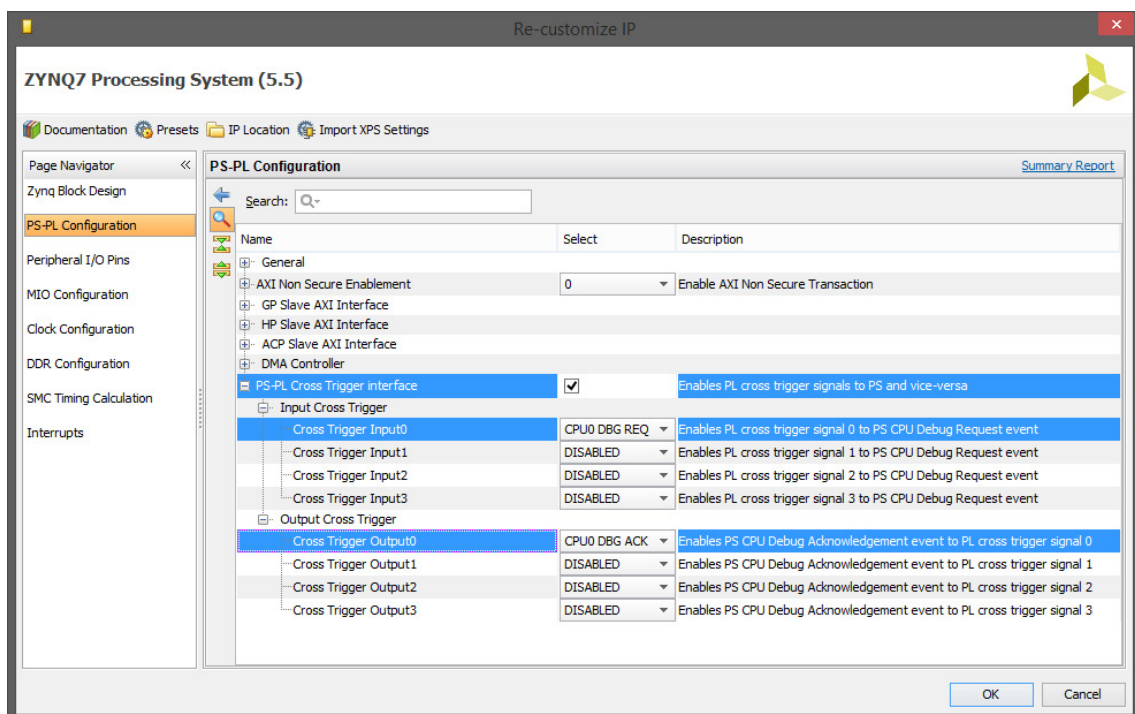 Re-customize IP
ZYNQ7 Processing System (5.5)
Documentation Presets IP Location Import XPS Settings
Page Navigator «
Zynq Block Design
PS-PL Configuration
Peripheral I/O Pins
MIO Configuration
Clock Configuration
DDR Configuration
SMC Timing Calculation
Interrupts
PS-PL Configuration Summary Report
Search:
Name Select Description
General
AXI Non Secure Enablement 0 Enable AXI Non Secure Transaction
GP Slave AXI Interface
HP Slave AXI Interface
ACP Slave AXI Interface
DMA Controller
PS-PL Cross Trigger interface Enables PL cross trigger signals to PS and vice-versa
Input Cross Trigger
Cross Trigger Input0 CPU0 DBG REQ Enables PL cross trigger signal 0 to PS CPU Debug Request event
Cross Trigger Input1 DISABLED Enables PL cross trigger signal 1 to PS CPU Debug Request event
Cross Trigger Input2 DISABLED Enables PL cross trigger signal 2 to PS CPU Debug Request event
Cross Trigger Input3 DISABLED Enables PL cross trigger signal 3 to PS CPU Debug Request event
Output Cross Trigger
Cross Trigger Output0 CPU0 DBG ACK Enables PS CPU Debug Acknowledgement event to PL cross trigger signal 0
Cross Trigger Output1 DISABLED Enables PS CPU Debug Acknowledgement event to PL cross trigger signal 1
Cross Trigger Output2 DISABLED Enables PS CPU Debug Acknowledgement event to PL cross trigger signal 2
Cross Trigger Output3 DISABLED Enables PS CPU Debug Acknowledgement event to PL cross trigger signal 3
OK Cancel